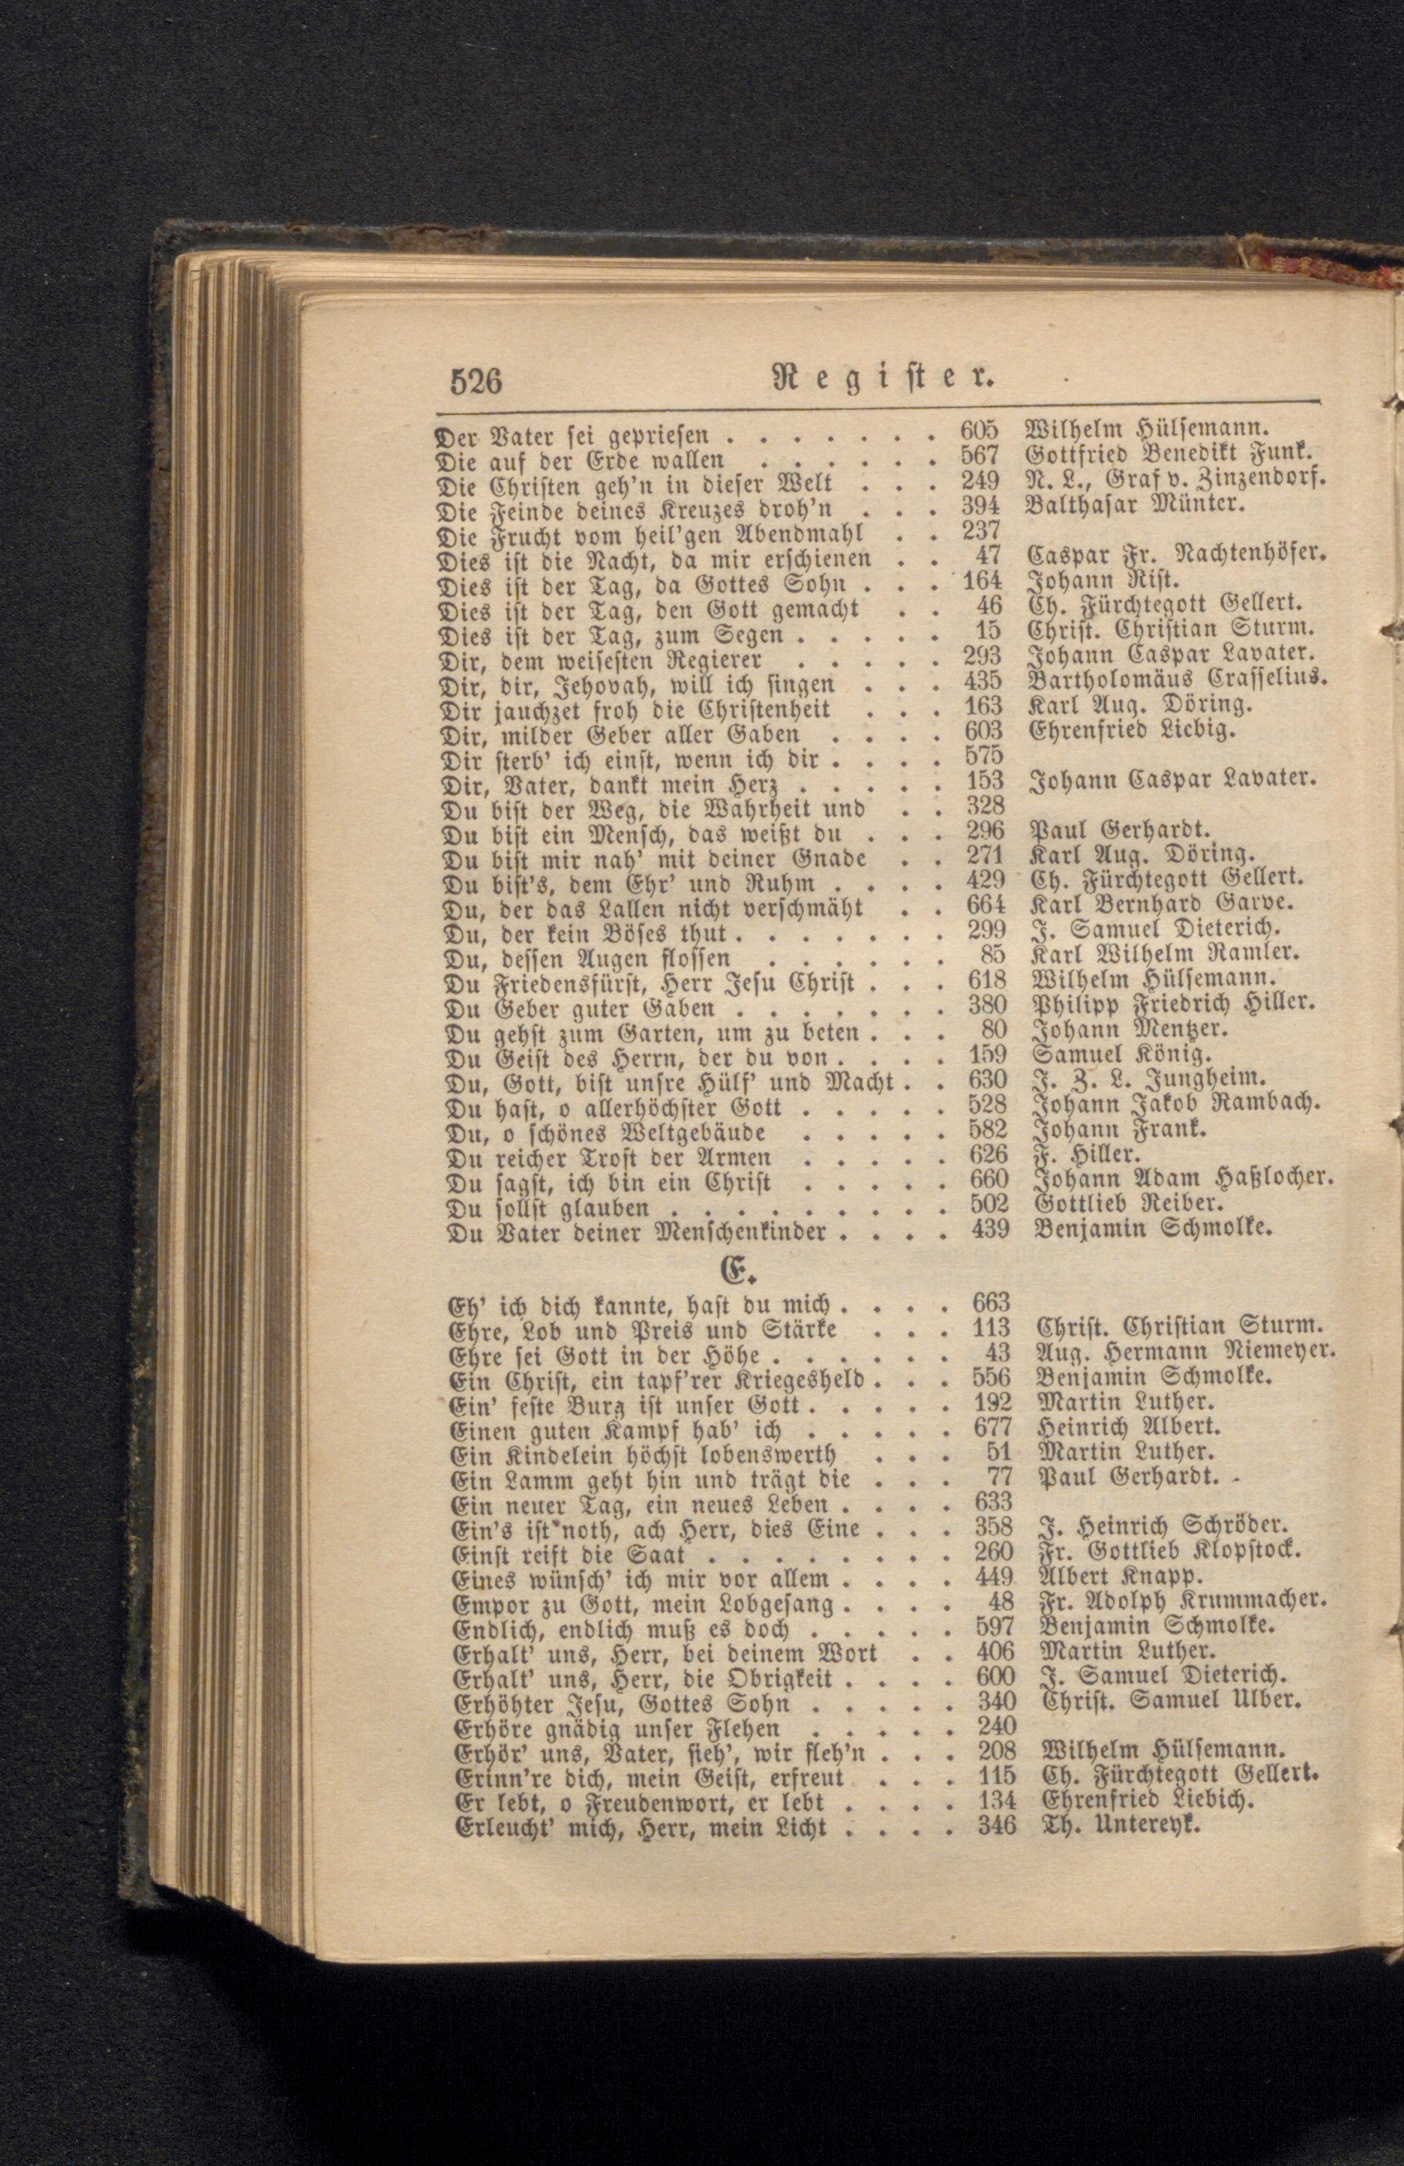 526 Register.
Der Vater sei gepriesen . . . . . . . 605 Wilhelm Hülsemann.
Die auf der Erde wallen . . . . . . 567 Gottfried Benedikt Funk.
Die Christen geh'n in dieser Welt . . . 249 N. L., Graf v. Zinzendorf.
Die Feinde deines Kreuzes droh'n . . . 394 Balthasar Münter.
Die Frucht vom heil'gen Abendmahl . . 237
Dies ist die Nacht, da mir erschienen . . 47 Caspar Fr. Nachtenhöfer.
Dies ist der Tag, da Gottes Sohn . . . 164 Johann Rist.
Dies ist der Tag, den Gott gemacht . . 46 Ch. Fürchtegott Gellert.
Dies ist der Tag, zum Segen . . . . . 15 Christ. Christian Sturm.
Dir, dem weisesten Regierer . . . . . 293 Johann Caspar Lavater.
Dir, dir, Jehovah, will ich singen . . . 435 Bartholomäus Crasselius.
Dir jauchzet froh die Christenheit . . . 163 Karl Aug. Döring.
Dir, milder Geber aller Gaben . . . . 603 Ehrenfried Liebig.
Dir sterb' ich einst, wenn ich dir . . . . 575
Dir, Vater, dankt mein Herz . . . . . 153 Johann Caspar Lavater.
Du bist der Weg, die Wahrheit und . . 328
Du bist ein Mensch, das weißt du . . . 296 Paul Gerhardt.
Du bist mir nah' mit deiner Gnade . . 271 Karl Aug. Döring.
Du bist's, dem Ehr' und Ruhm . . . . 429 Ch. Fürchtegott Gellert.
Du, der das Lallen nicht verschmäht . . 664 Karl Bernhard Garve.
Du, der kein Böses thut . . . . . . . 299 J. Samuel Dieterich.
Du, dessen Augen flossen . . . . . . 85 Karl Wilhelm Ramler.
Du Friedensfürst, Herr Jesu Christ . . . 618 Wilhelm Hülsemann.
Du Geber guter Gaben . . . . . . . 380 Philipp Friedrich Hiller.
Du gehst zum Garten, um zu beten . . . 80 Johann Mentzer.
Du Geist des Herrn, der du von . . . . 159 Samuel König.
Du, Gott, bist unsre Hülf' und Macht . . 630 J. Z. L. Jungheim.
Du hast, o allerhöchster Gott . . . . . 528 Johann Jakob Rambach.
Du, o schönes Weltgebäude . . . . . 582 Johann Frank.
Du reicher Trost der Armen . . . . . 626 F. Hiller.
Du sagst, ich bin ein Christ . . . . . 660 Johann Adam Haßlocher.
Du sollst glauben . . . . . . . . . 502 Gottlieb Reiber.
Du Vater deiner Menschenkinder . . . . 439 Benjamin Schmolke.
E.
Eh' ich dich kannte, hast du mich . . . . 663
Ehre, Lob und Preis und Stärke . . . 113 Christ. Christian Sturm.
Ehre sei Gott in der Höhe . . . . . . 43 Aug. Hermann Niemeyer.
Ein Christ, ein tapf'rer Kriegesheld . . . 556 Benjamin Schmolke.
Ein' feste Burg ist unser Gott . . . . . 192 Martin Luther.
Einen guten Kampf hab' ich . . . . . 677 Heinrich Albert.
Ein Kindelein höchst lobenswerth . . . 51 Martin Luther.
Ein Lamm geht hin und trägt die . . . 77 Paul Gerhardt.
Ein neuer Tag, ein neues Leben . . . . 633
Ein's ist noth, ach Herr, dies Eine . . . 358 J. Heinrich Schröder.
Einst reift die Saat . . . . . . . . 260 Fr. Gottlieb Klopstock.
Eines wünsch' ich mir vor allem . . . . 449 Albert Knapp.
Empor zu Gott, mein Lobgesang . . . . 48 Fr. Adolph Krummacher.
Endlich, endlich muß es doch . . . . . 597 Benjamin Schmolke.
Erhalt' uns, Herr, bei deinem Wort . . 406 Martin Luther.
Erhalt' uns, Herr, die Obrigkeit . . . . 600 J. Samuel Dieterich.
Erhöhter Jesu, Gottes Sohn . . . . . 340 Christ. Samuel Ulber.
Erhöre gnädig unser Flehen . . . . . 240
Erhör' uns, Vater, sieh', wir fleh'n . . . 208 Wilhelm Hülsemann.
Erinn're dich, mein Geist, erfreut . . . 115 Ch. Fürchtegott Gellert.
Er lebt, o Freudenwort, er lebt . . . . 134 Ehrenfried Liebich.
Erleucht' mich, Herr, mein Licht . . . . 346 Th. Untereyk.